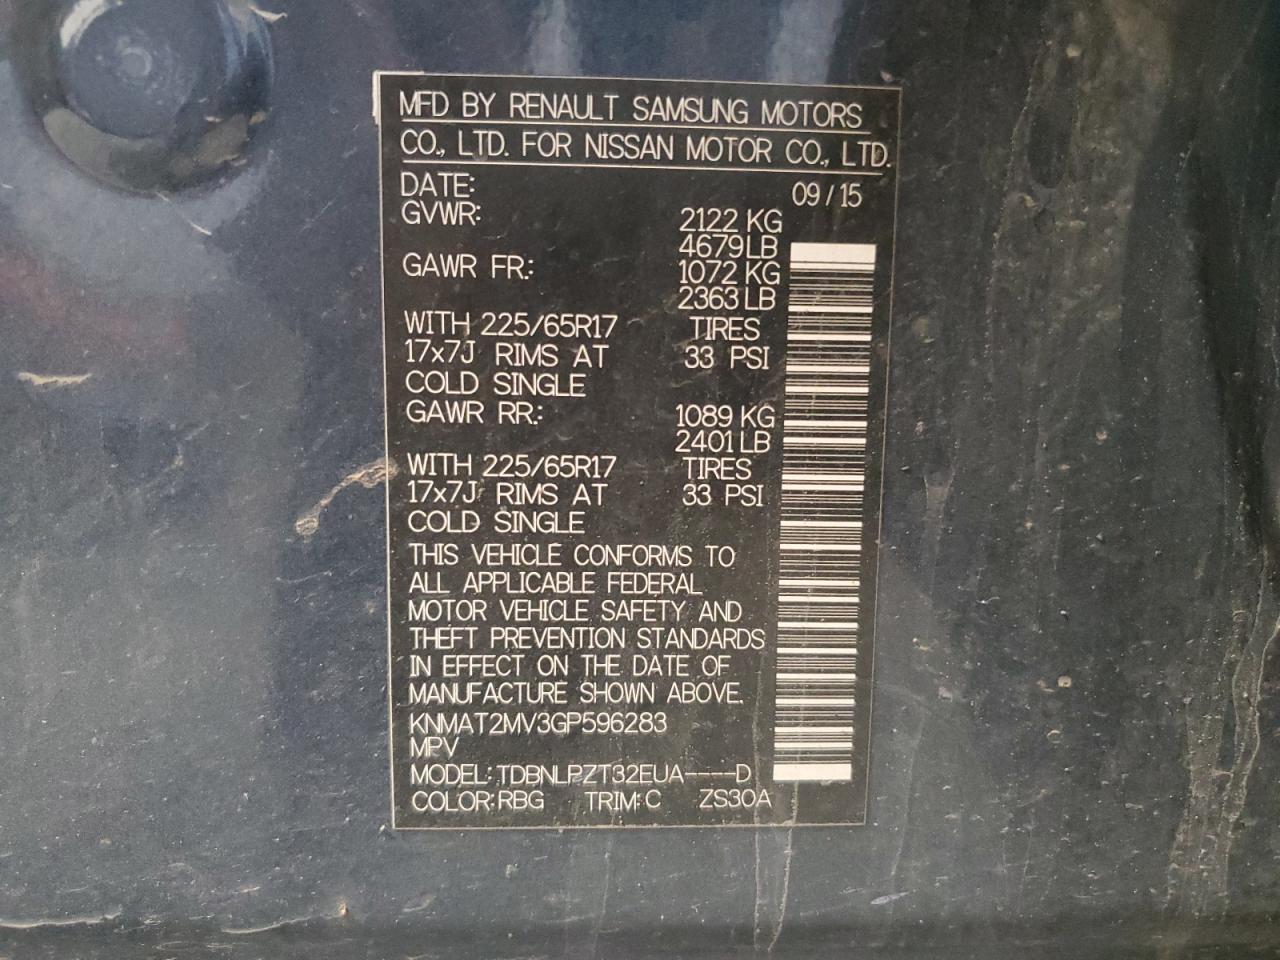 MFD BY RENAULT SAMSUNG MOTORS
CO., LTD. FOR NISSAN MOTOR CO., LTD.
DATE: 09 / 15
GVWR: 2122 KG
4679 LB
GAWR FR.: 1072 KG
2363 LB
WITH 225/65R17 TIRES
17x7J RIMS AT 33 PSI
COLD SINGLE
GAWR RR.: 1089 KG
2401 LB
WITH 225/65R17 TIRES
17x7J RIMS AT 33 PSI
COLD SINGLE
THIS VEHICLE CONFORMS TO
ALL APPLICABLE FEDERAL
MOTOR VEHICLE SAFETY AND
THEFT PREVENTION STANDARDS
IN EFFECT ON THE DATE OF
MANUFACTURE SHOWN ABOVE.
KNMAT2MV3GP596283
MPV
MODEL: TDBNLPZT32EUA----D
COLOR: RBG TRIM: C ZS30A